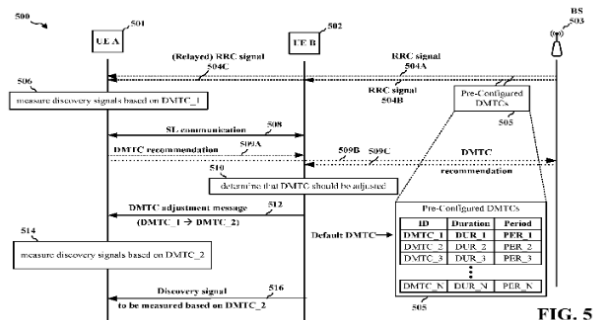 500
501
502
BS
503
UE A
UE B
(Relayed) RRC signal
504C
RRC signal
504A
RRC signal
504B
506
measure discovery signals based on DMTC_1
Pre-Configured
DMTCs
505
SL communication
508
DMTC recommendation
509A
509B
509C
DMTC
recommendation
510
determine that DMTC should be adjusted
DMTC adjustment message
512
(DMTC_1 → DMTC_2)
514
measure discovery signals based on DMTC_2
Default DMTC
Pre-Configured DMTCs
ID Duration Period
DMTC_1 DUR_1 PER_1
DMTC_2 DUR_2 PER_2
DMTC_3 DUR_3 PER_3
DMTC_N DUR_N PER_N
505
Discovery signal
516
to be measured based on DMTC_2
FIG. 5